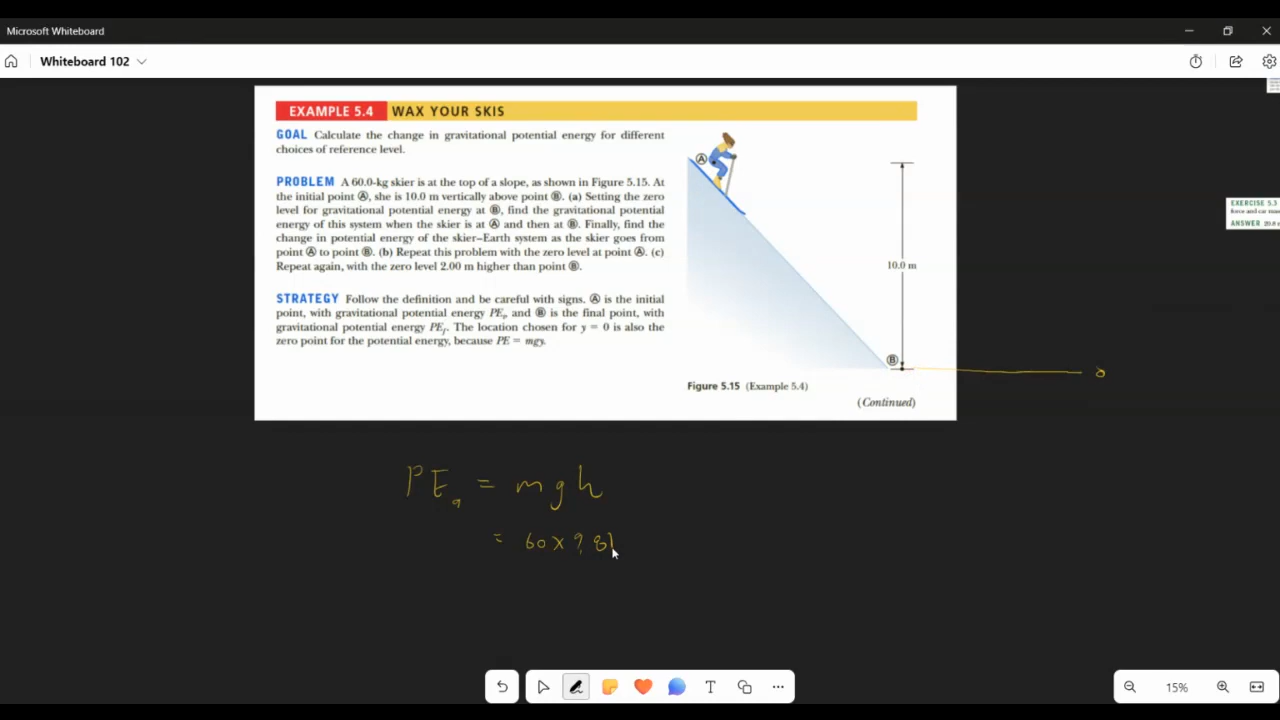 Microsoft Whiteboard
Whiteboard 102
EXAMPLE 5.4 WAX YOUR SKIS
GOAL Calculate the change in gravitational potential energy for different
choices of reference level.
PROBLEM A 60.0-kg skier is at the top of a slope, as shown in Figure 5.15. At
the initial point Ⓐ, she is 10.0 m vertically above point Ⓑ. (a) Setting the zero
level for gravitational potential energy at Ⓑ, find the gravitational potential
energy of this system when the skier is at Ⓐ and then at Ⓑ. Finally, find the
change in potential energy of the skier–Earth system as the skier goes from
point Ⓐ to point Ⓑ. (b) Repeat this problem with the zero level at point Ⓐ. (c)
Repeat again, with the zero level 2.00 m higher than point Ⓑ.
STRATEGY Follow the definition and be careful with signs. Ⓐ is the initial
point, with gravitational potential energy PEi, and Ⓑ is the final point, with
gravitational potential energy PEf. The location chosen for y = 0 is also the
zero point for the potential energy, because PE = mgy.
Ⓐ
10.0 m
Ⓑ
0
Figure 5.15 (Example 5.4)
(Continued)
EXERCISE 5.3
force and car
ANSWER
PEa = mgh
= 60 x 9.81
15%